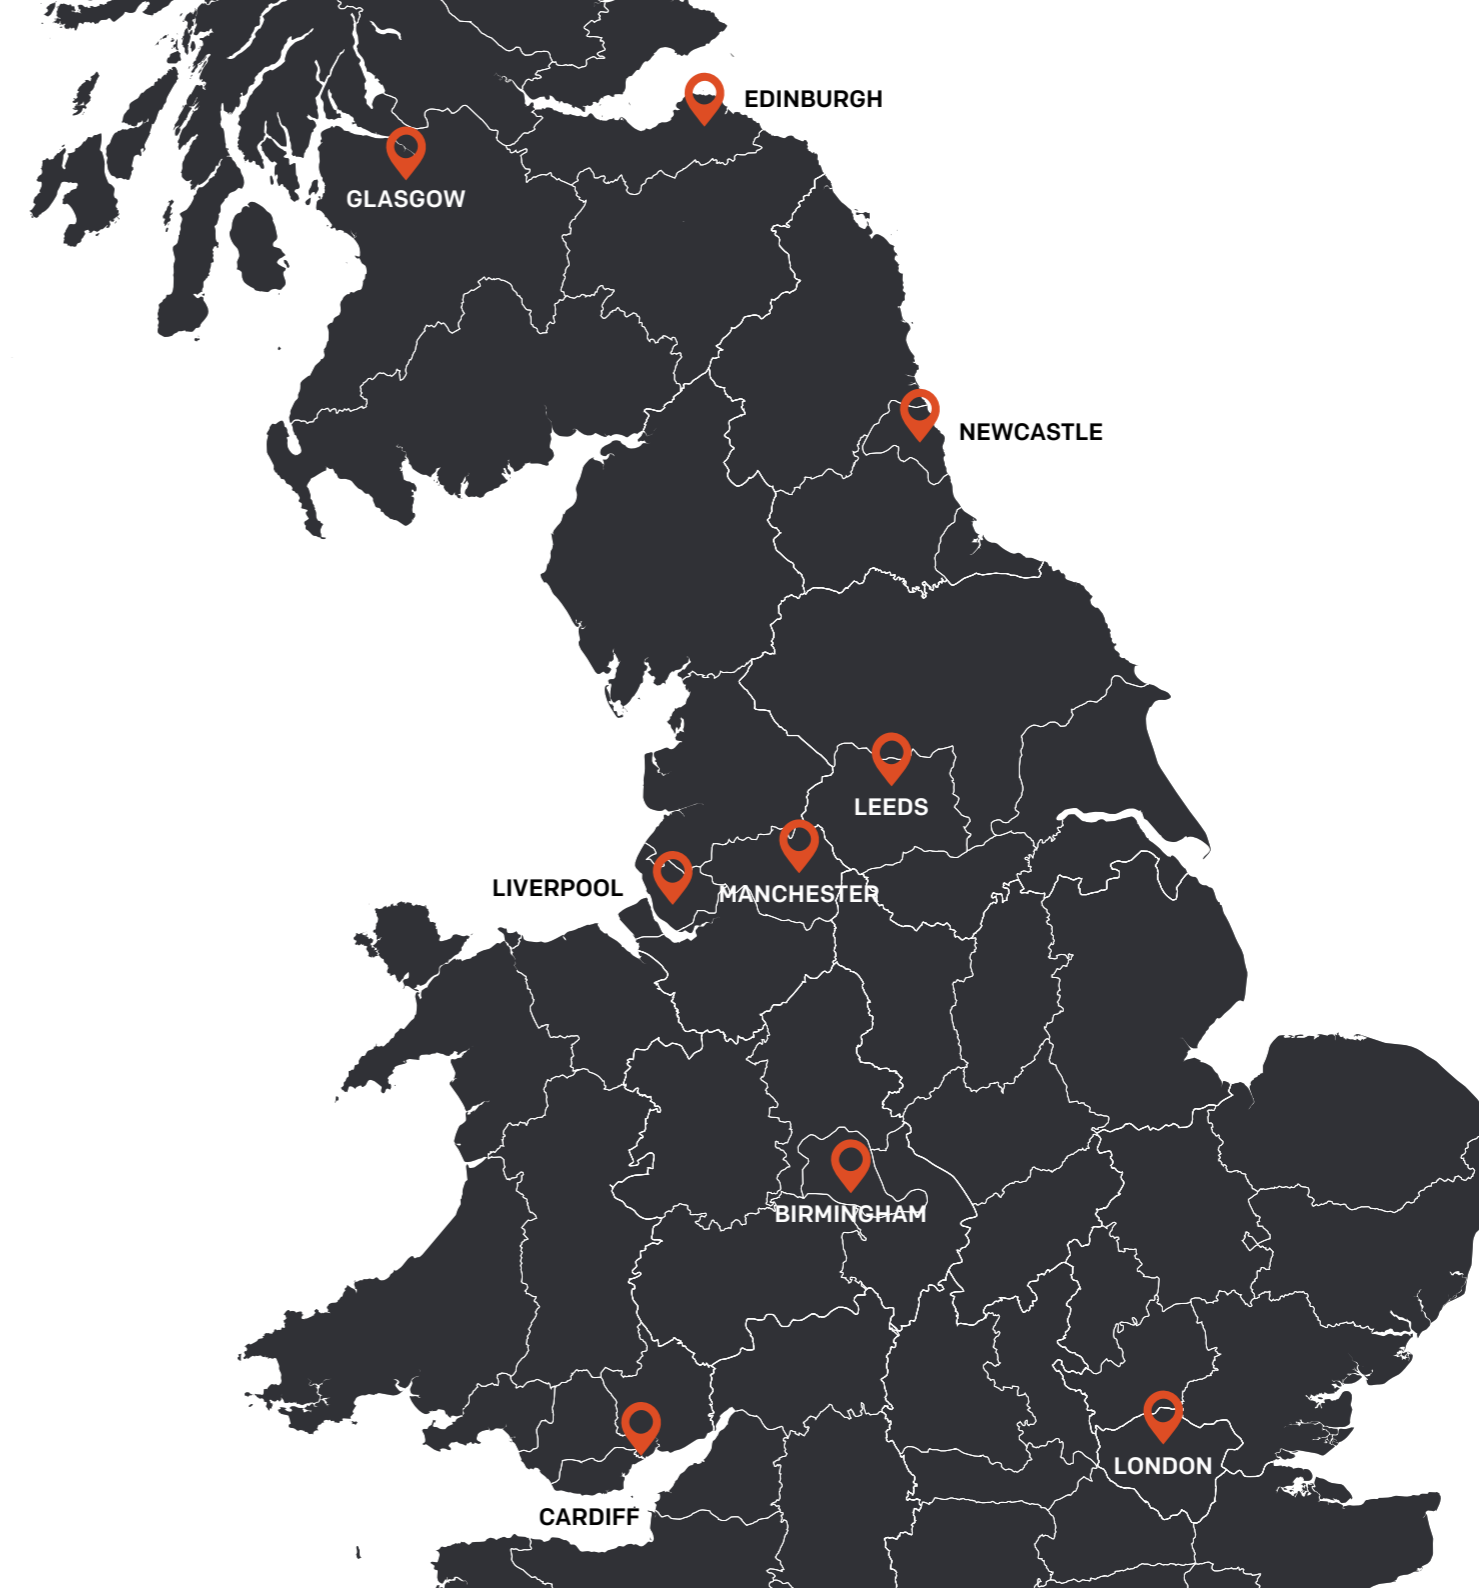 EDINBURGH
GLASGOW
NEWCASTLE
LEEDS
LIVERPOOL
MANCHESTER
BIRMINGHAM
LONDON
CARDIFF